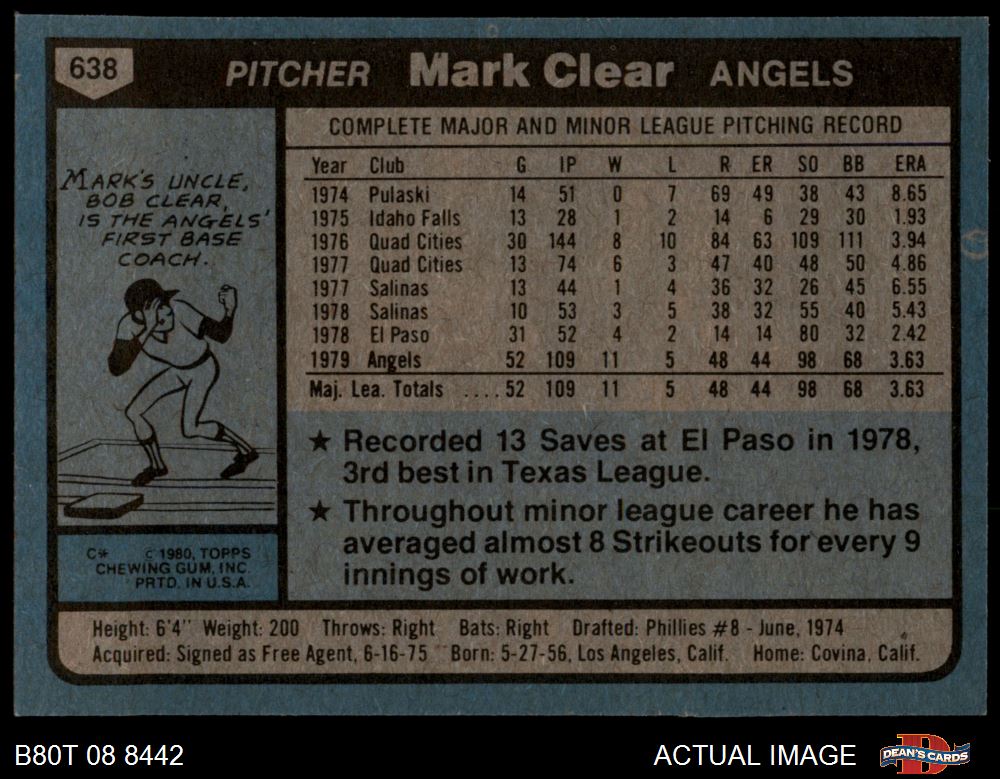 638 PITCHER Mark Clear ANGELS
MARK'S UNCLE,
BOB CLEAR,
IS THE ANGELS'
FIRST BASE
COACH.
C* © 1980, TOPPS
CHEWING GUM, INC.
PRTD. IN U.S.A.
COMPLETE MAJOR AND MINOR LEAGUE PITCHING RECORD
Year Club G IP W L R ER SO BB ERA
1974 Pulaski 14 51 0 7 69 49 38 43 8.65
1975 Idaho Falls 13 28 1 2 14 6 29 30 1.93
1976 Quad Cities 30 144 8 10 84 63 109 111 3.94
1977 Quad Cities 13 74 6 3 47 40 48 50 4.86
1977 Salinas 13 44 1 4 36 32 26 45 6.55
1978 Salinas 10 53 3 5 38 32 55 40 5.43
1978 El Paso 31 52 4 2 14 14 80 32 2.42
1979 Angels 52 109 11 5 48 44 98 68 3.63
Maj. Lea. Totals ....52 109 11 5 48 44 98 68 3.63
★ Recorded 13 Saves at El Paso in 1978,
3rd best in Texas League.
★ Throughout minor league career he has
averaged almost 8 Strikeouts for every 9
innings of work.
Height: 6'4" Weight: 200 Throws: Right Bats: Right Drafted: Phillies #8 - June, 1974
Acquired: Signed as Free Agent, 6-16-75 Born: 5-27-56, Los Angeles, Calif. Home: Covina, Calif.
B80T 08 8442 ACTUAL IMAGE DEAN'S CARDS